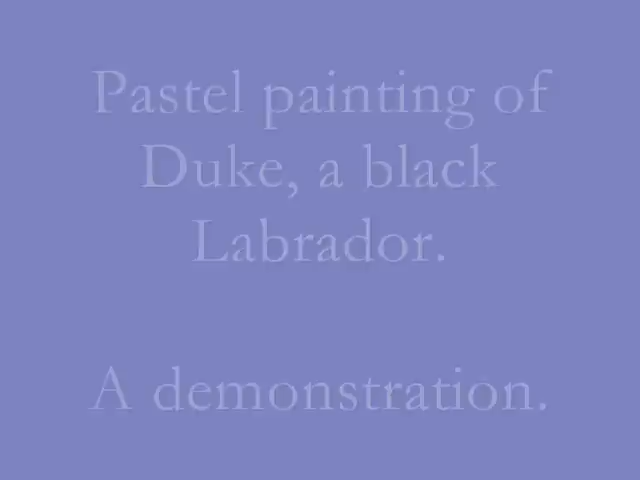 Pastel painting of
Duke, a black
Labrador.
A demonstration.